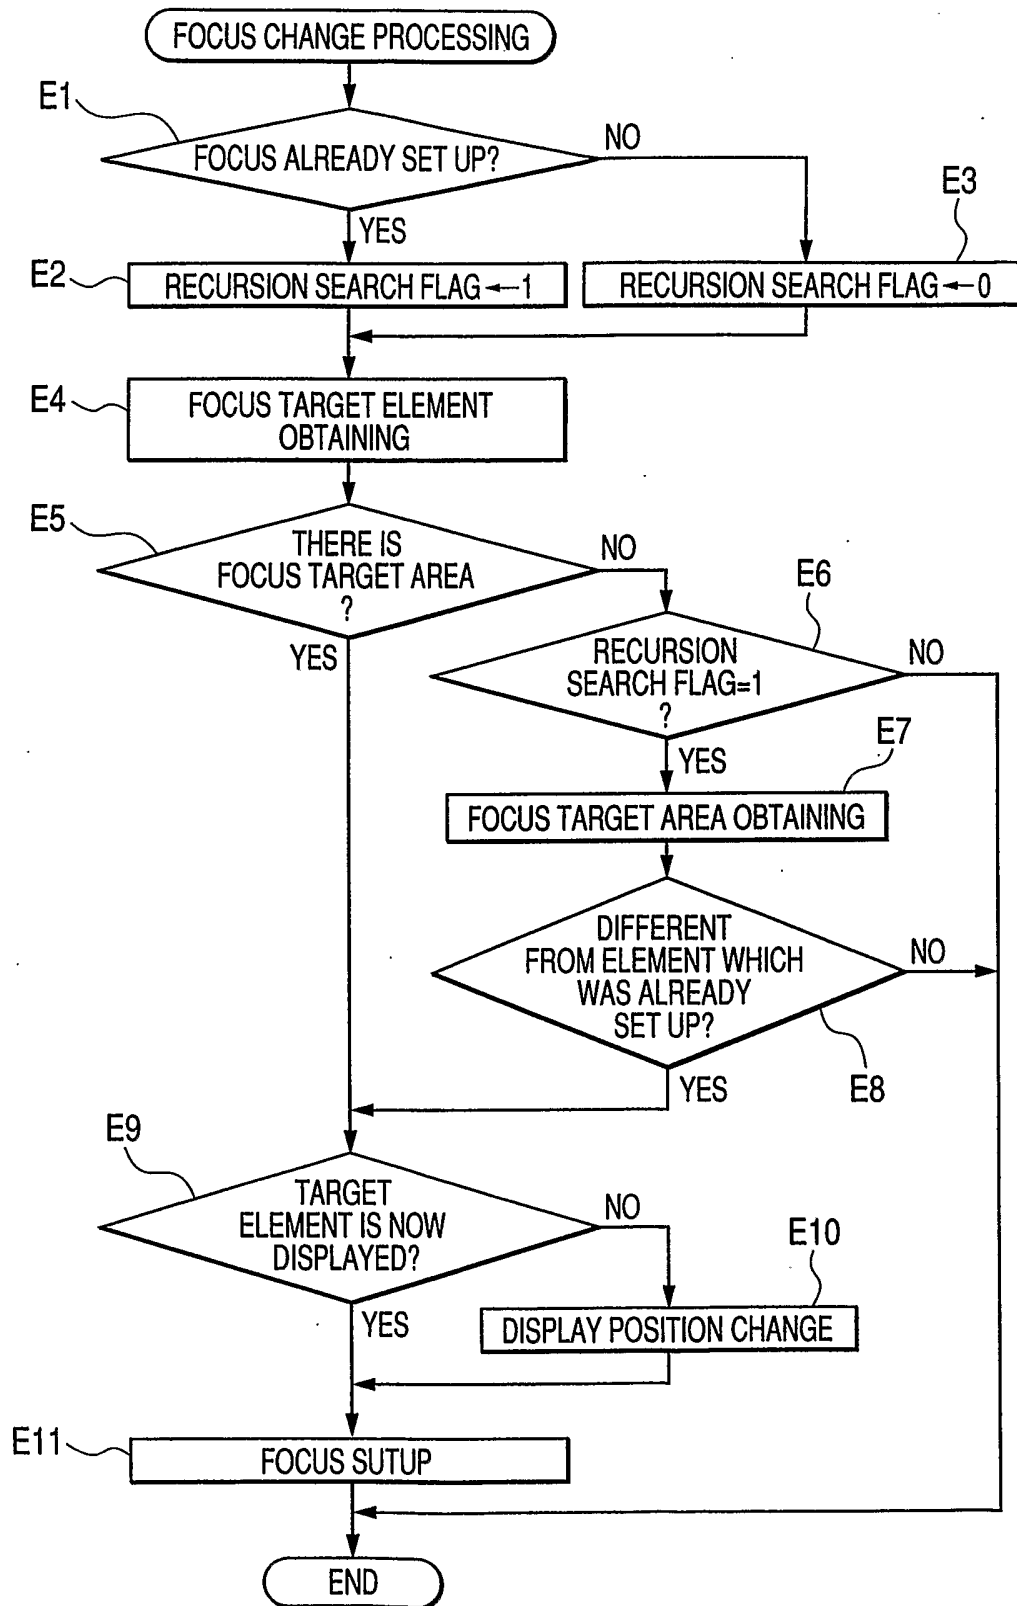 FOCUS CHANGE PROCESSING
E1
FOCUS ALREADY SET UP?
NO
YES
E3
E2
RECURSION SEARCH FLAG←1
RECURSION SEARCH FLAG←0
E4
FOCUS TARGET ELEMENT
OBTAINING
E5
THERE IS
FOCUS TARGET AREA
?
NO
YES
E6
RECURSION
SEARCH FLAG=1
?
NO
YES
E7
FOCUS TARGET AREA OBTAINING
DIFFERENT
FROM ELEMENT WHICH
WAS ALREADY
SET UP?
NO
YES
E8
E9
TARGET
ELEMENT IS NOW
DISPLAYED?
NO
YES
E10
DISPLAY POSITION CHANGE
E11
FOCUS SUTUP
END